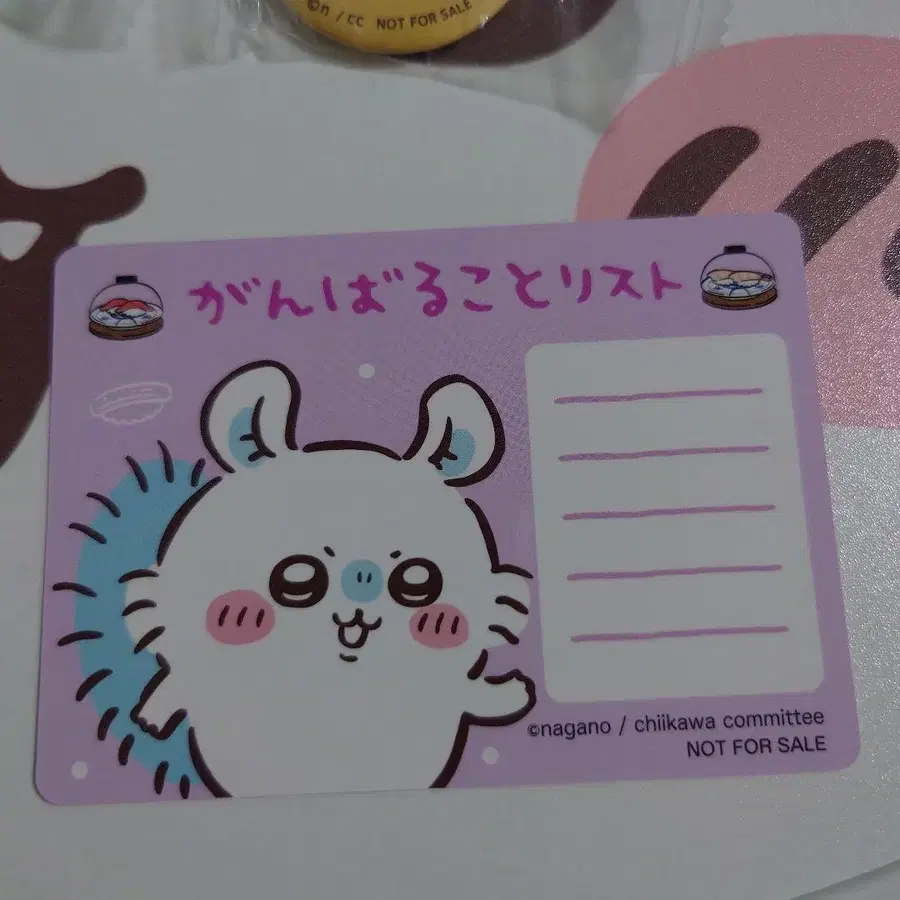 ©n / cc NOT FOR SALE
がんばることリスト
©nagano / chiikawa committee
NOT FOR SALE